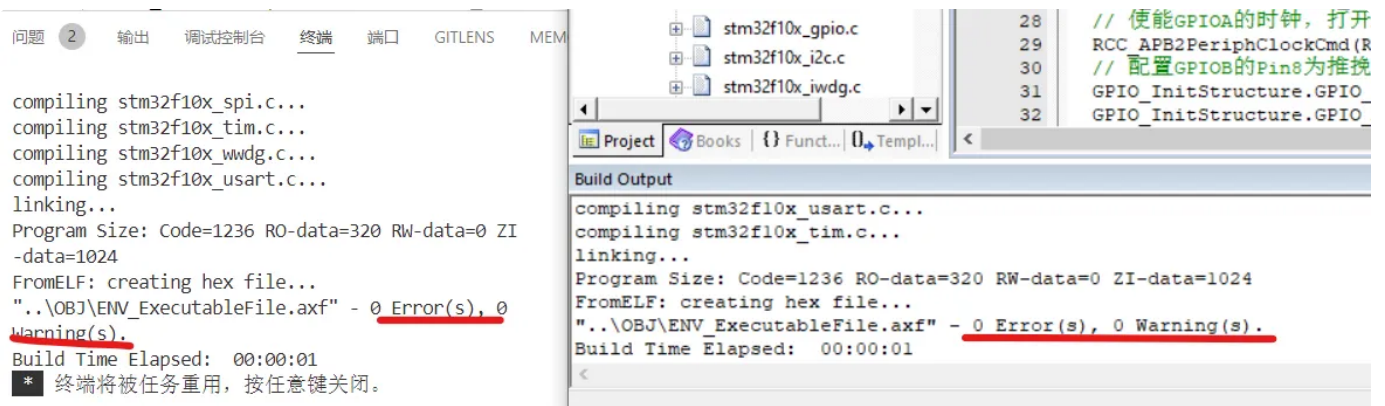 问题 2 输出 调试控制台 终端 端口 GITLENS MEM
compiling stm32f10x_spi.c...
compiling stm32f10x_tim.c...
compiling stm32f10x_wwdg.c...
compiling stm32f10x_usart.c...
linking...
Program Size: Code=1236 RO-data=320 RW-data=0 ZI
-data=1024
FromELF: creating hex file...
"..\OBJ\ENV_ExecutableFile.axf" - 0 Error(s), 0
Warning(s).
Build Time Elapsed:  00:00:01
* 终端将被任务重用，按任意键关闭。
stm32f10x_gpio.c
stm32f10x_i2c.c
stm32f10x_iwdg.c
Project Books {} Funct... 0 Templ...
28 // 使能GPIOA的时钟，打开
29 RCC_APB2PeriphClockCmd(R
30 // 配置GPIOB的Pin8为推挽
31 GPIO_InitStructure.GPIO_
32 GPIO_InitStructure.GPIO_
Build Output
compiling stm32f10x_usart.c...
compiling stm32f10x_tim.c...
linking...
Program Size: Code=1236 RO-data=320 RW-data=0 ZI-data=1024
FromELF: creating hex file...
"..\OBJ\ENV_ExecutableFile.axf" - 0 Error(s), 0 Warning(s).
Build Time Elapsed:  00:00:01